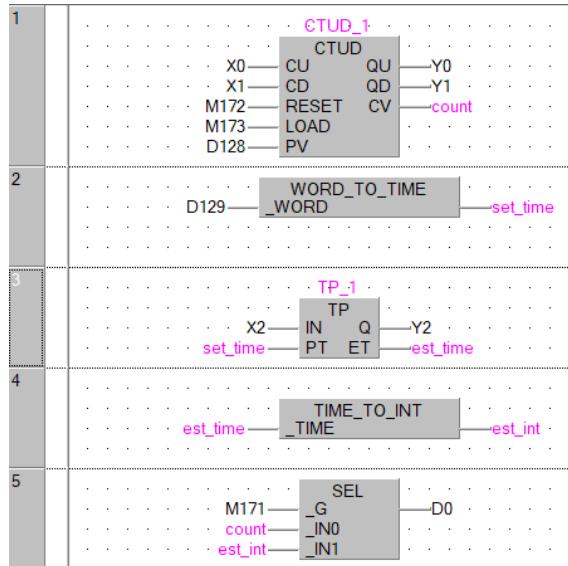 1
CTUD_1
CTUD
X0 CU QU Y0
X1 CD QD Y1
M172 RESET CV count
M173 LOAD
D128 PV
2
WORD_TO_TIME
D129 _WORD set_time
3
TP_1
TP
X2 IN Q Y2
set_time PT ET est_time
4
TIME_TO_INT
est_time _TIME est_int
5
SEL
M171 _G D0
count _IN0
est_int _IN1